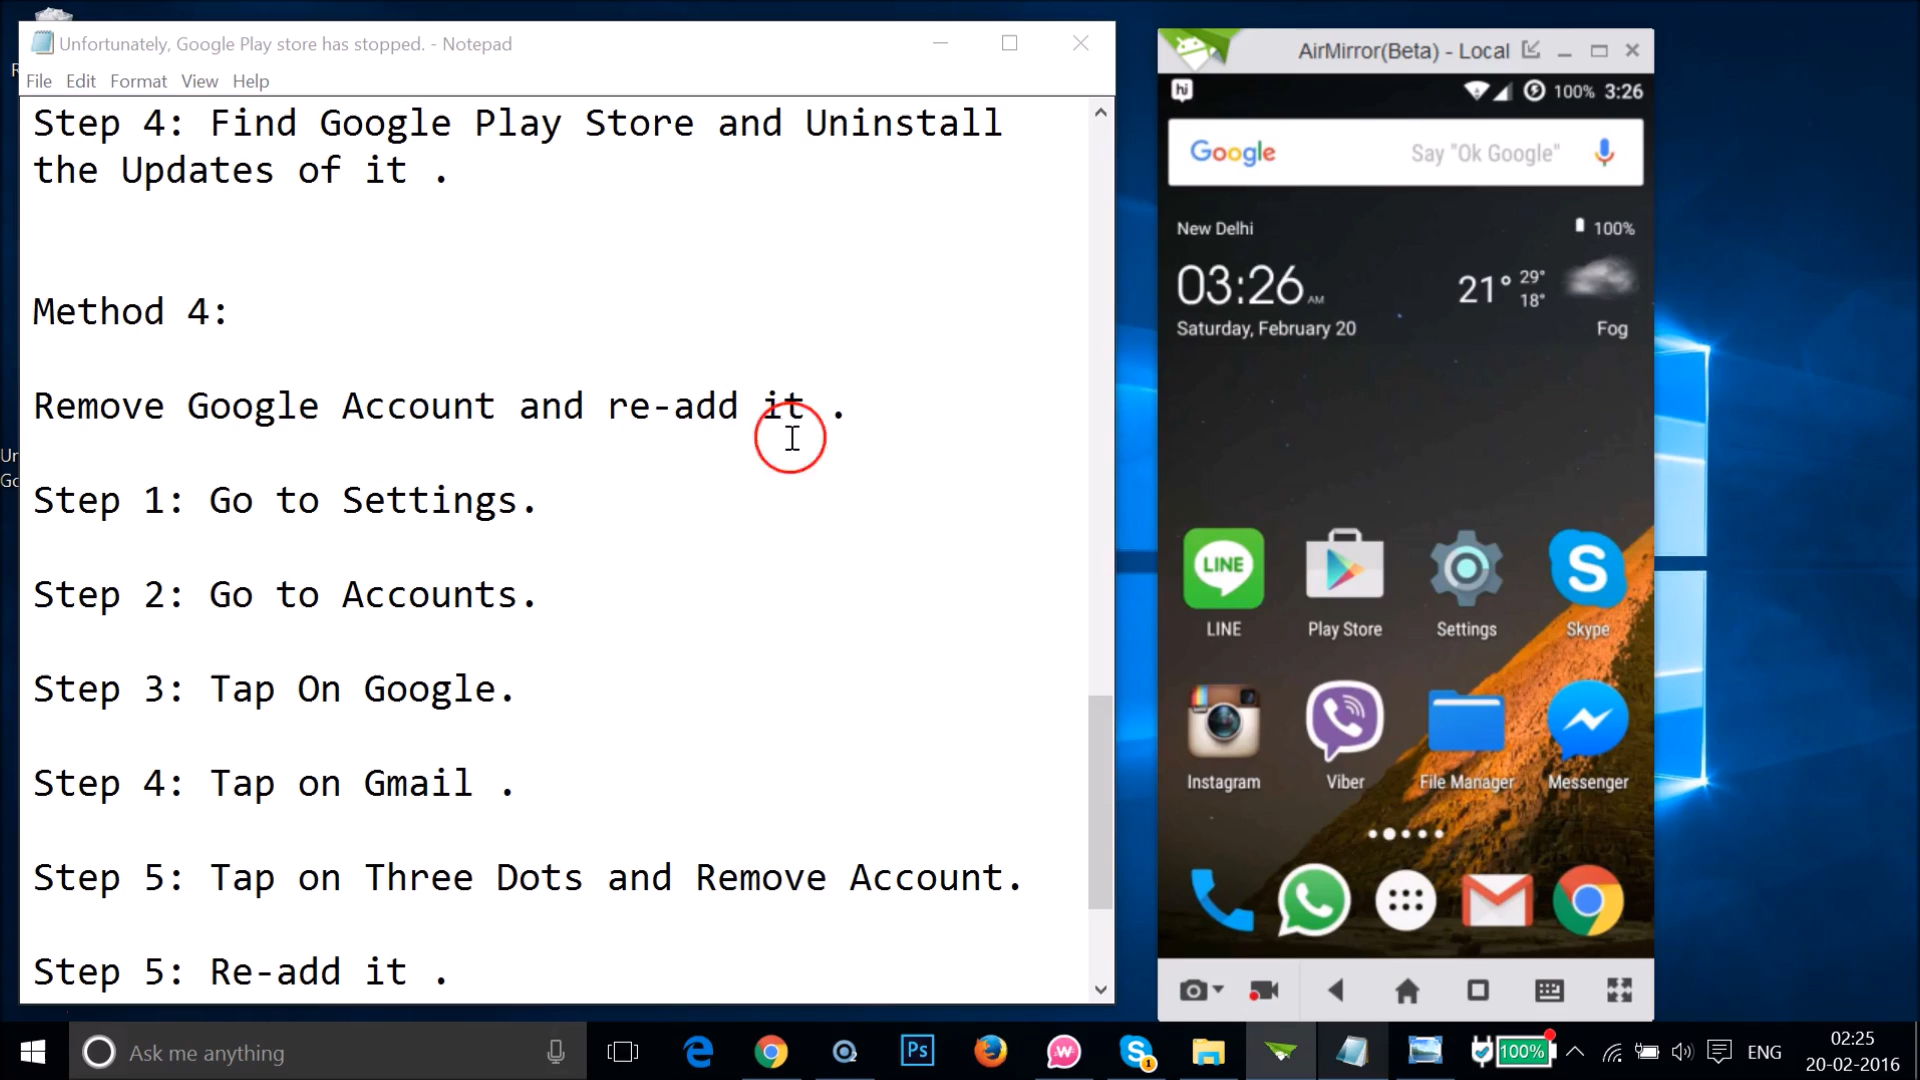 Unfortunately, Google Play store has stopped. - Notepad
File Edit Format View Help
Step 4: Find Google Play Store and Uninstall
the Updates of it .
Method 4:
Remove Google Account and re-add it .
Step 1: Go to Settings.
Step 2: Go to Accounts.
Step 3: Tap On Google.
Step 4: Tap on Gmail .
Step 5: Tap on Three Dots and Remove Account.
Step 5: Re-add it .
AirMirror(Beta) - Local
hi 100% 3:26
Google Say "Ok Google"
New Delhi 100%
03:26 AM 21° 29° 18°
Saturday, February 20 Fog
LINE
LINE Play Store Settings Skype
Instagram Viber File Manager Messenger
Ask me anything
Ps
1
100%
ENG
02:25
20-02-2016